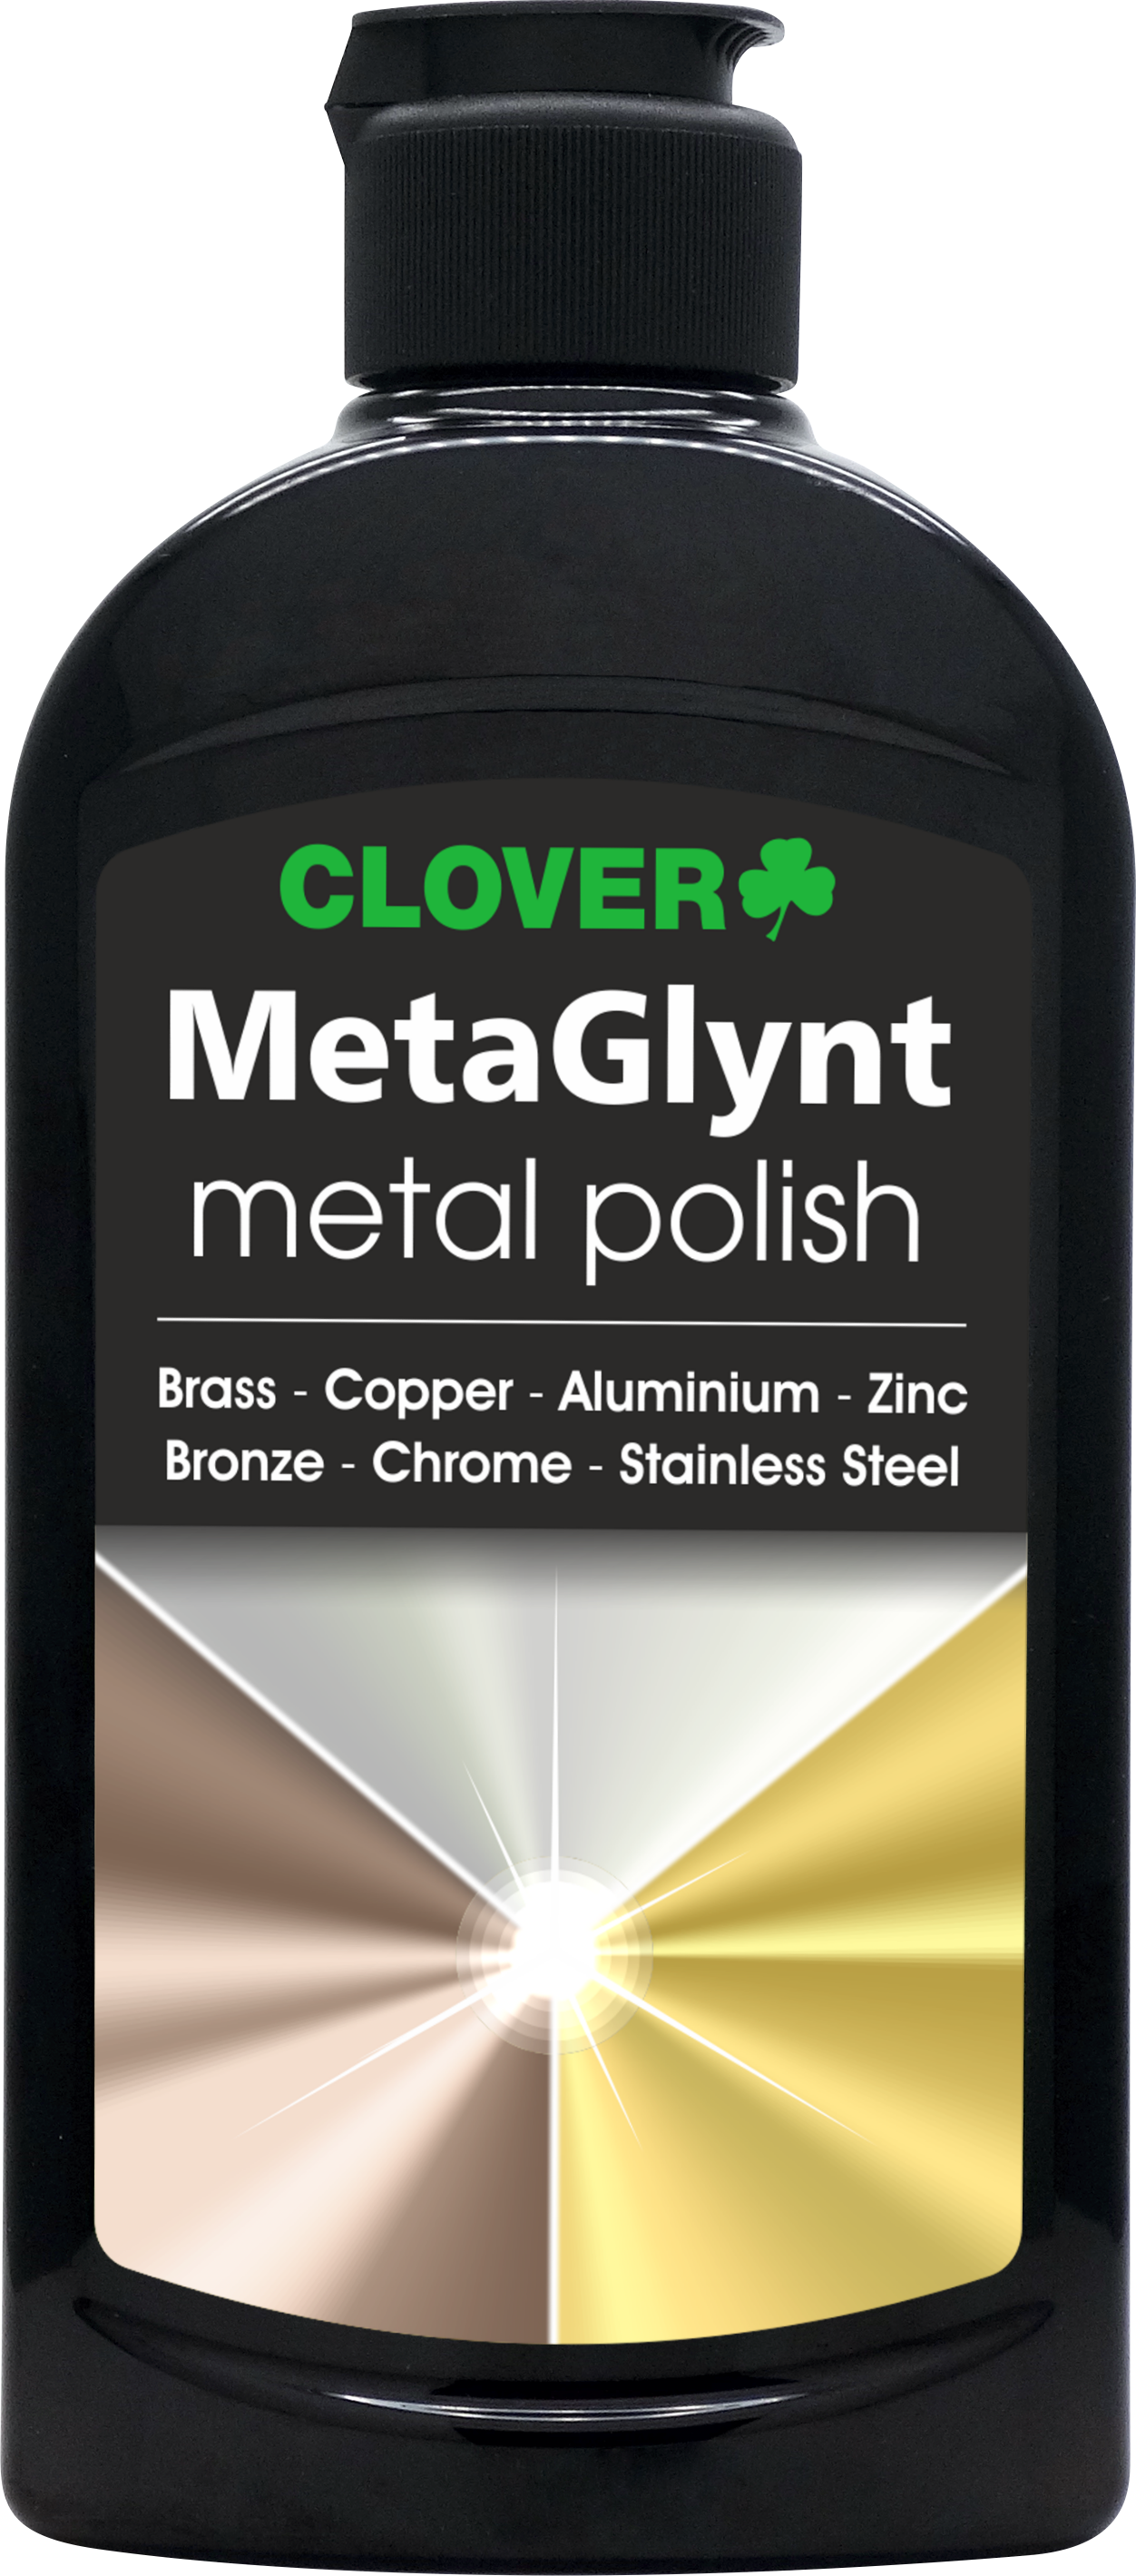 CLOVER
MetaGlynt
metal polish
Brass - Copper - Aluminium - Zinc
Bronze - Chrome - Stainless Steel